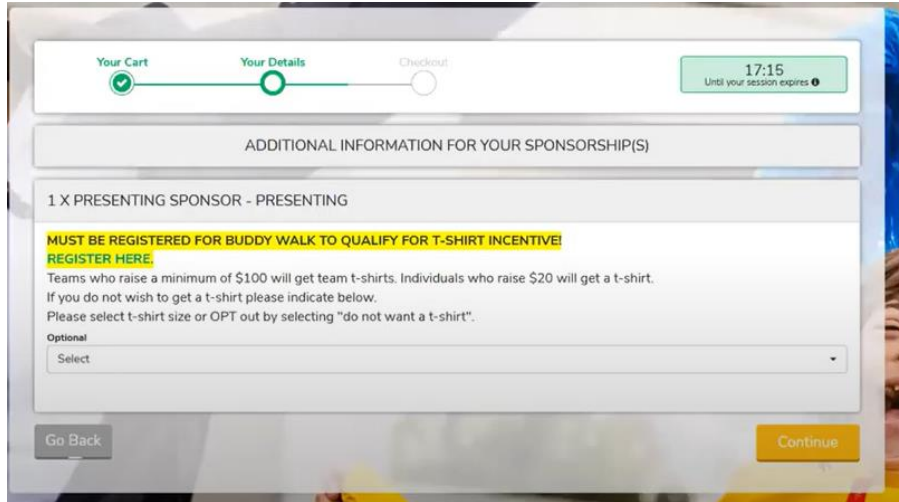 Your Cart
Your Details
Checkout
17:15
Until your session expires
ADDITIONAL INFORMATION FOR YOUR SPONSORSHIP(S)
1 X PRESENTING SPONSOR - PRESENTING
MUST BE REGISTERED FOR BUDDY WALK TO QUALIFY FOR T-SHIRT INCENTIVE!
REGISTER HERE.
Teams who raise a minimum of $100 will get team t-shirts. Individuals who raise $20 will get a t-shirt.
If you do not wish to get a t-shirt please indicate below.
Please select t-shirt size or OPT out by selecting "do not want a t-shirt".
Optional
Select
Go Back
Continue